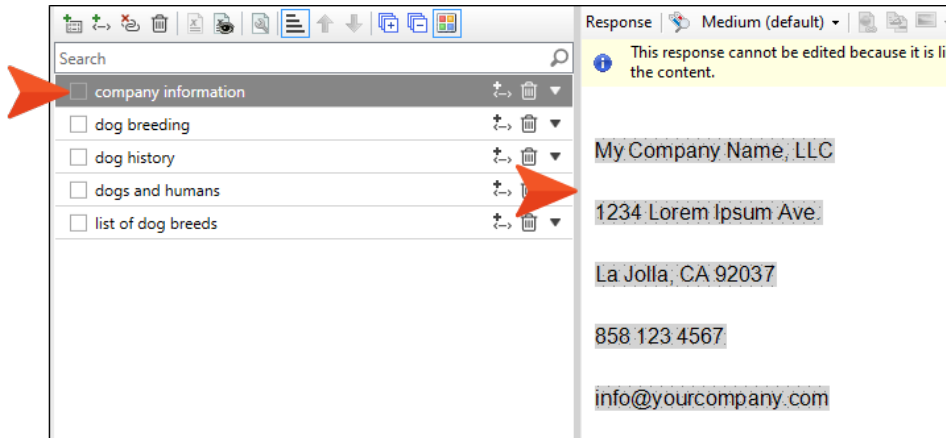 Response Medium (default)
Search
This response cannot be edited because it is li
the content.
company information
dog breeding
dog history
dogs and humans
list of dog breeds
My Company Name, LLC
1234 Lorem Ipsum Ave.
La Jolla, CA 92037
858 123 4567
info@yourcompany.com